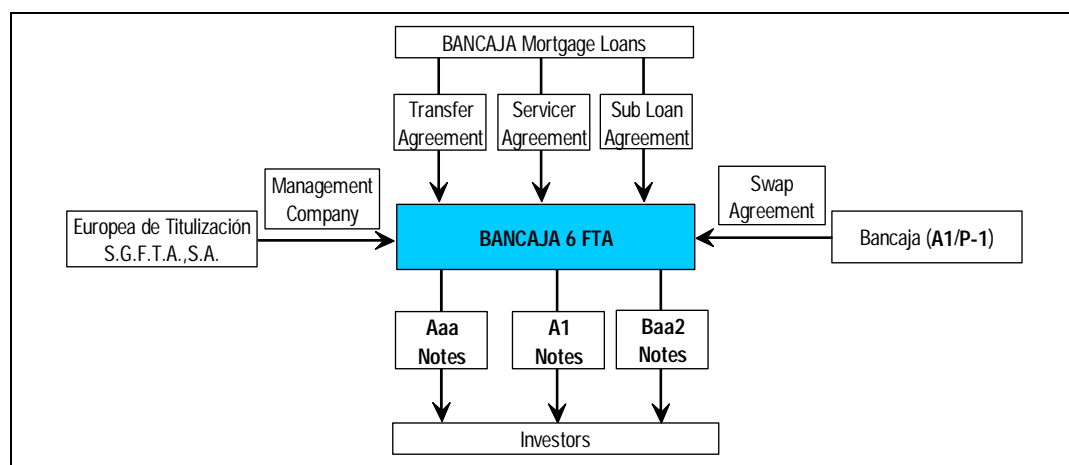 BANCAJA Mortgage Loans
Transfer
Agreement
Servicer
Agreement
Sub Loan
Agreement
Management
Company
Swap
Agreement
Europea de Titulización
S.G.F.T.A.,S.A.
BANCAJA 6 FTA
Bancaja (A1/P-1)
Aaa
Notes
A1
Notes
Baa2
Notes
Investors